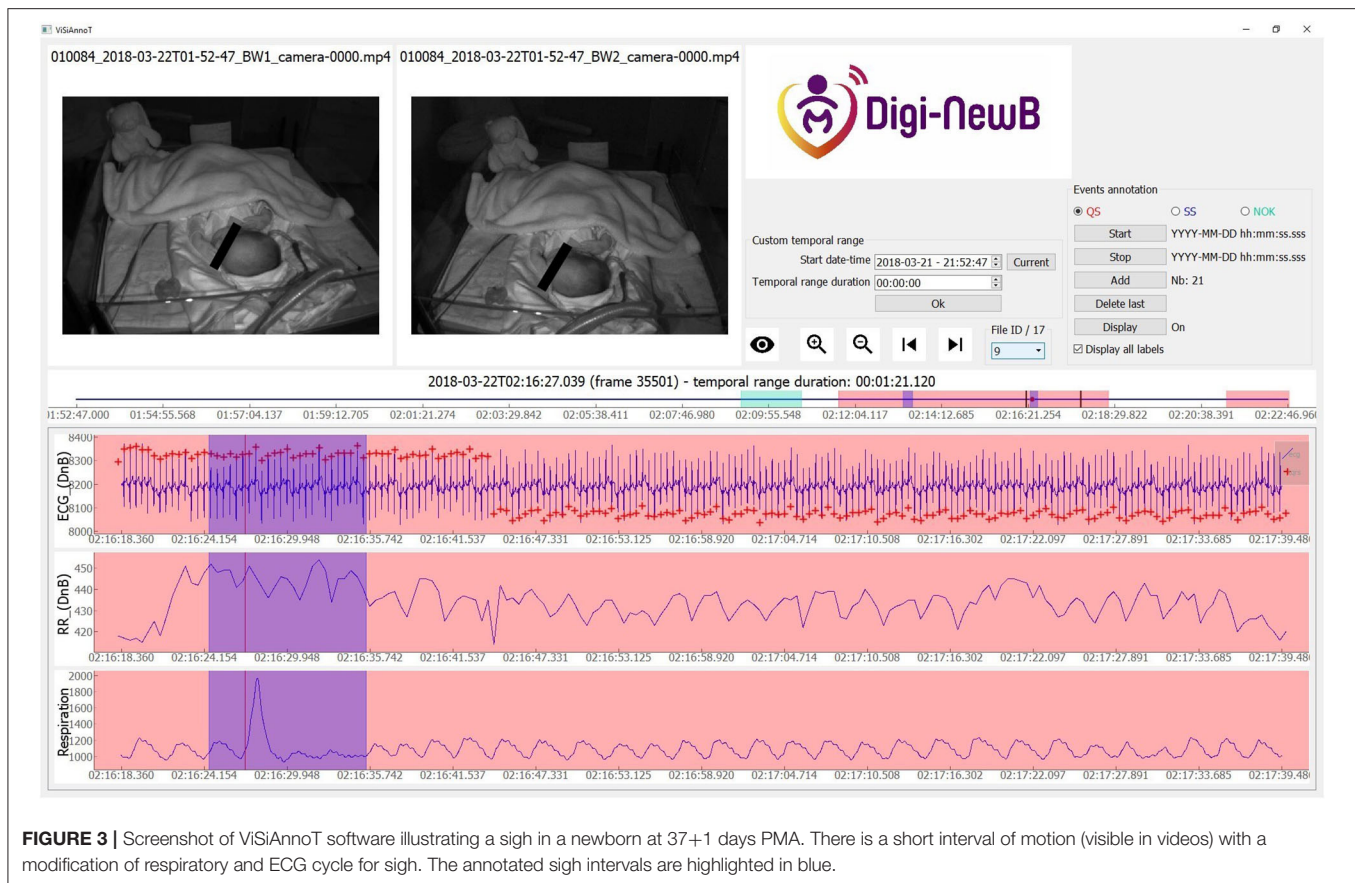 ViSiAnnoT
010084_2018-03-22T01-52-47_BW1_camera-0000.mp4
010084_2018-03-22T01-52-47_BW2_camera-0000.mp4
Digi-NewB
Events annotation
QS SS NOK
Start YYYY-MM-DD hh:mm:ss.sss
Stop YYYY-MM-DD hh:mm:ss.sss
Add Nb: 21
Delete last
Display On
Display all labels
Custom temporal range
Start date-time 2018-03-21 - 21:52:47 Current
Temporal range duration 00:00:00
Ok
File ID / 17
9
2018-03-22T02:16:27.039 (frame 35501) - temporal range duration: 00:01:21.120
01:52:47.000 01:54:55.568 01:57:04.137 01:59:12.705 02:01:21.274 02:03:29.842 02:05:38.411 02:07:46.980 02:09:55.548 02:12:04.117 02:14:12.685 02:16:21.254 02:18:29.822 02:20:38.391 02:22:46.960
ECG_(DnB)
8400
8300
8200
8100
8000
02:16:18.360 02:16:24.154 02:16:29.948 02:16:35.742 02:16:41.537 02:16:47.331 02:16:53.125 02:16:58.920 02:17:04.714 02:17:10.508 02:17:16.302 02:17:22.097 02:17:27.891 02:17:33.685 02:17:39.480
RR_(DnB)
450
440
430
420
02:16:18.360 02:16:24.154 02:16:29.948 02:16:35.742 02:16:41.537 02:16:47.331 02:16:53.125 02:16:58.920 02:17:04.714 02:17:10.508 02:17:16.302 02:17:22.097 02:17:27.891 02:17:33.685 02:17:39.480
Respiration
2000
1800
1600
1400
1200
1000
02:16:18.360 02:16:24.154 02:16:29.948 02:16:35.742 02:16:41.537 02:16:47.331 02:16:53.125 02:16:58.920 02:17:04.714 02:17:10.508 02:17:16.302 02:17:22.097 02:17:27.891 02:17:33.685 02:17:39.480
FIGURE 3 | Screenshot of ViSiAnnoT software illustrating a sigh in a newborn at 37+1 days PMA. There is a short interval of motion (visible in videos) with a
modification of respiratory and ECG cycle for sigh. The annotated sigh intervals are highlighted in blue.